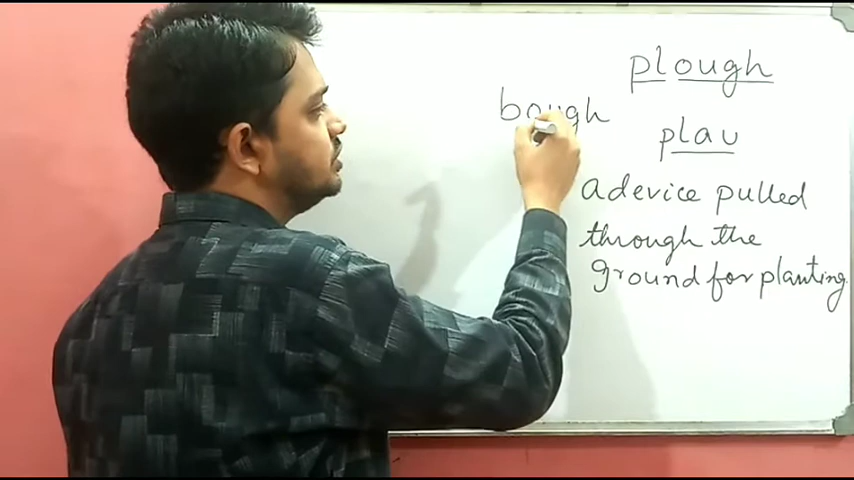 plough
bough
plau
a device pulled
through the
ground for planting